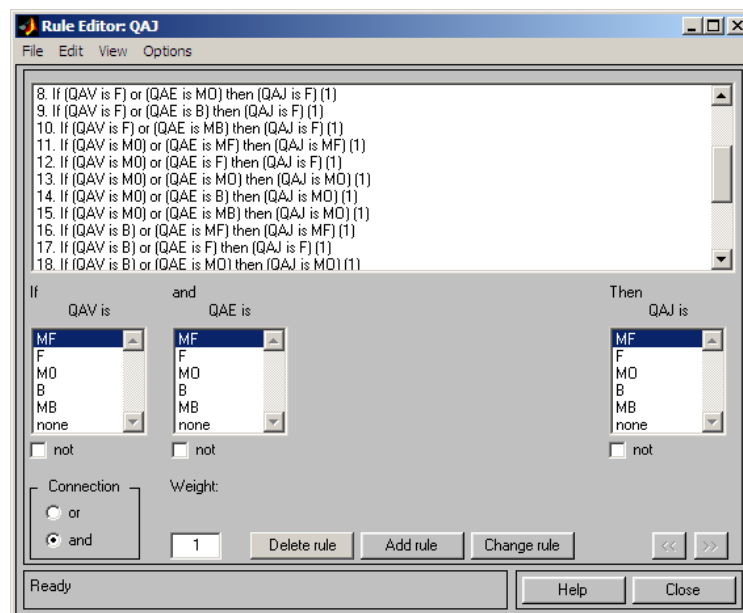 Rule Editor: QAJ
File Edit View Options
8. If (QAV is F) or (QAE is MO) then (QAJ is F) (1)
9. If (QAV is F) or (QAE is B) then (QAJ is F) (1)
10. If (QAV is F) or (QAE is MB) then (QAJ is F) (1)
11. If (QAV is M0) or (QAE is MF) then (QAJ is MF) (1)
12. If (QAV is M0) or (QAE is F) then (QAJ is F) (1)
13. If (QAV is M0) or (QAE is MO) then (QAJ is MO) (1)
14. If (QAV is M0) or (QAE is B) then (QAJ is MO) (1)
15. If (QAV is M0) or (QAE is MB) then (QAJ is MO) (1)
16. If (QAV is B) or (QAE is MF) then (QAJ is MF) (1)
17. If (QAV is B) or (QAE is F) then (QAJ is F) (1)
18. If (QAV is B) or (QAE is MO) then (QAJ is MO) (1)
If and Then
QAV is QAE is QAJ is
MF MF MF
F F F
M0 MO MO
B B B
MB MB MB
none none none
not not not
Connection Weight:
or
and 1 Delete rule Add rule Change rule << >>
Ready Help Close